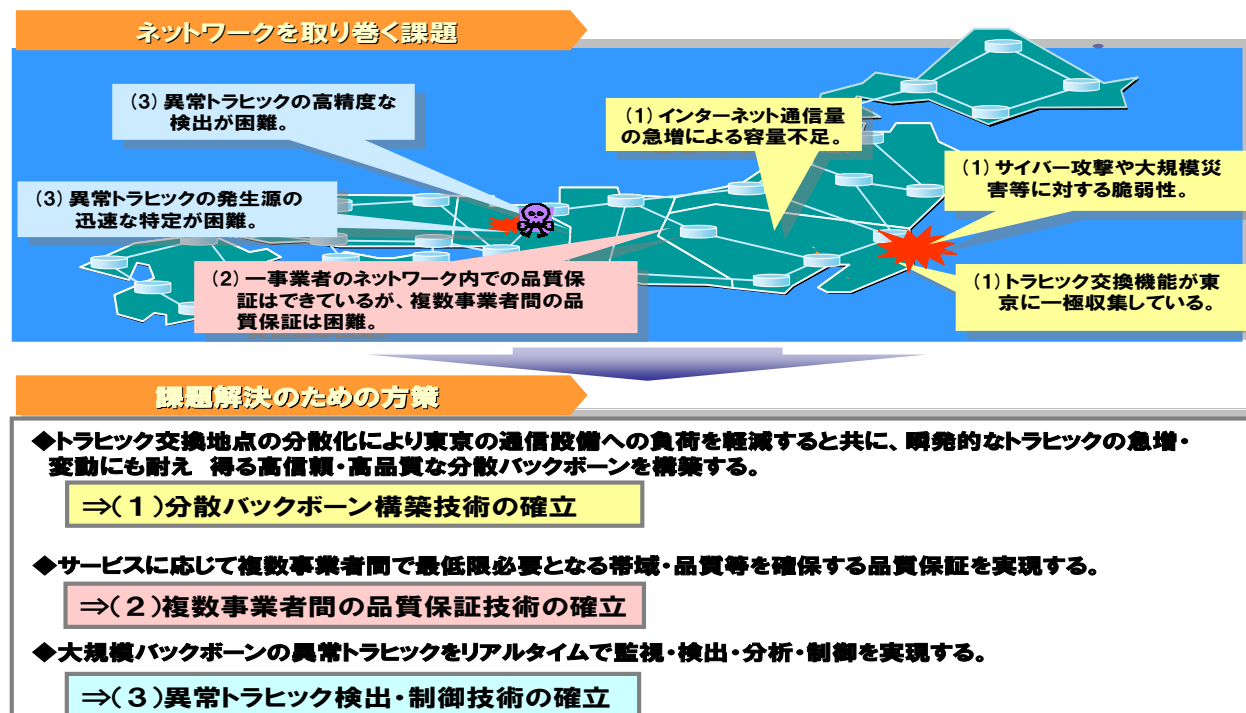 ネットワークを取り巻く課題
(3) 異常トラヒックの高精度な
検出が困難。
(1) インターネット通信量
の急増による容量不足。
(1) サイバー攻撃や大規模災
害等に対する脆弱性。
(3) 異常トラヒックの発生源の
迅速な特定が困難。
(2) 一事業者のネットワーク内での品質保
証はできているが、複数事業者間の品
質保証は困難。
(1) トラヒック交換機能が東
京に一極収集している。
課題解決のための方策
◆トラヒック交換地点の分散化により東京の通信設備への負荷を軽減すると共に、瞬発的なトラヒックの急増・
変動にも耐え 得る高信頼・高品質な分散バックボーンを構築する。
⇒(1)分散バックボーン構築技術の確立
◆サービスに応じて複数事業者間で最低限必要となる帯域・品質等を確保する品質保証を実現する。
⇒(2)複数事業者間の品質保証技術の確立
◆大規模バックボーンの異常トラヒックをリアルタイムで監視・検出・分析・制御を実現する。
⇒(3)異常トラヒック検出・制御技術の確立